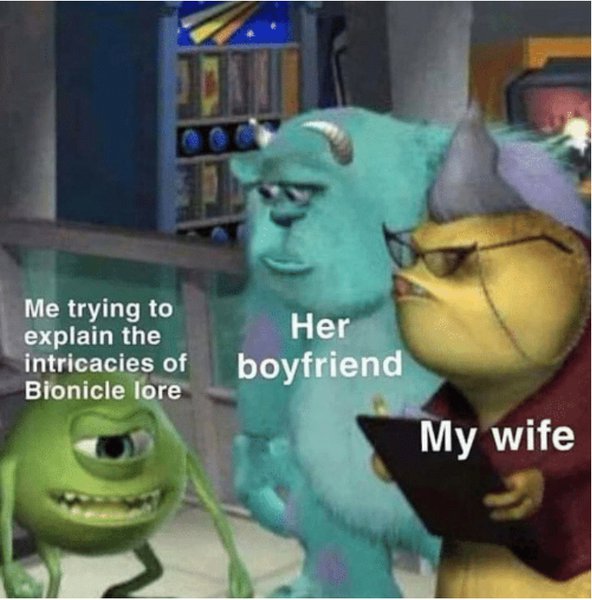 Me trying to
explain the
intricacies of
Bionicle lore
Her
boyfriend
My wife